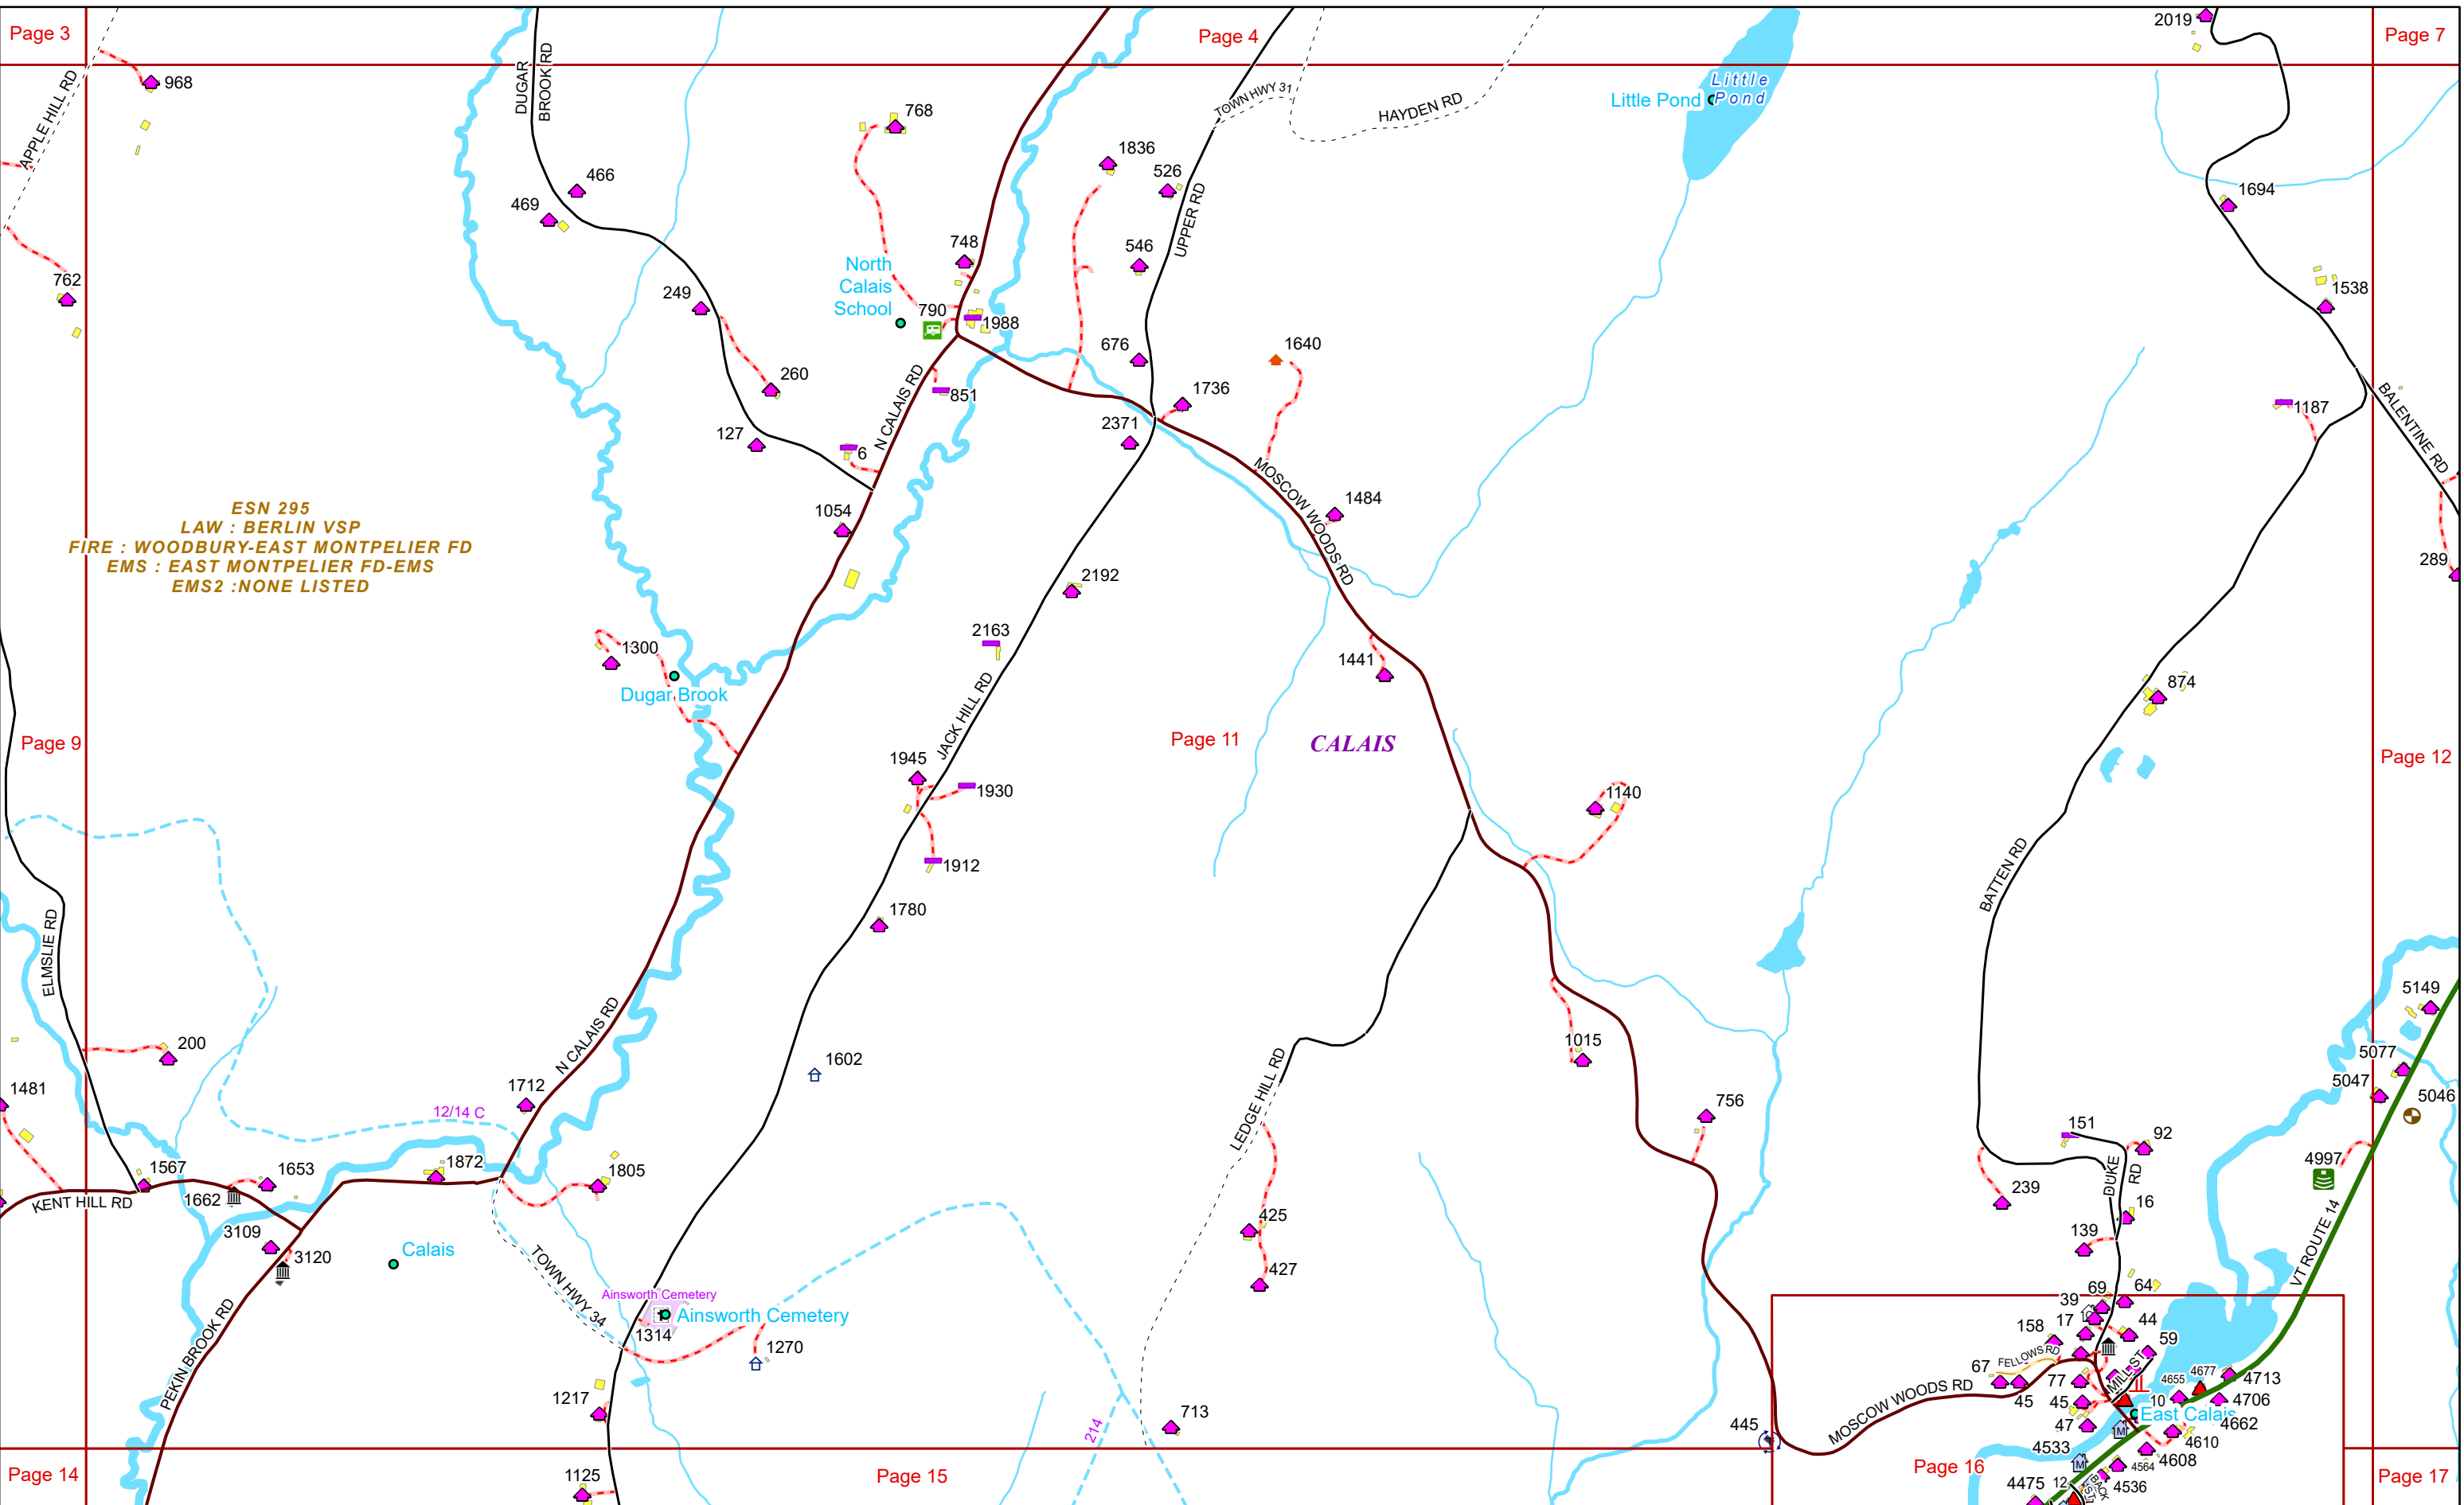 Page 3
Page 4
Page 7
2019
968
APPLE HILL RD
DUGAR
BROOK RD
768
TOWN HWY 31
HAYDEN RD
Little Pond
Little
Pond
466
469
1836
526
UPPER RD
1694
762
249
748
546
North
Calais
School
790
1988
1538
260
851
676
1640
1736
1187
BALENTINE RD
127
6
N CALAIS RD
2371
MOSCOW WOODS RD
1484
ESN 295
LAW : BERLIN VSP
FIRE : WOODBURY-EAST MONTPELIER FD
EMS : EAST MONTPELIER FD-EMS
EMS2 :NONE LISTED
1054
2192
289
1300
2163
1441
874
Dugar Brook
JACK HILL RD
Page 9
Page 11
CALAIS
Page 12
1945
1930
1140
1912
BATTEN RD
1780
ELMSLIE RD
N CALAIS RD
5149
200
1602
1015
5077
5047
5046
1481
1712
12/14 C
LEDGE HILL RD
756
151
92
DUKE
RD
4997
1567
1653
1872
1805
1662
KENT HILL RD
239
16
3109
3120
Calais
425
139
VT ROUTE 14
TOWN HWY 34
427
Ainsworth Cemetery
Ainsworth Cemetery
1314
1270
PEKIN BROOK RD
69
64
39
17
44
158
59
FELLOWS RD
67
77
MILL ST
4677
4655
4713
1217
713
214
445
MOSCOW WOODS RD
45
45
10
4706
East Calais
4662
47
4610
4533
4608
Page 14
1125
Page 15
Page 16
4564
4536
4475
12
BACK
ST
Page 17